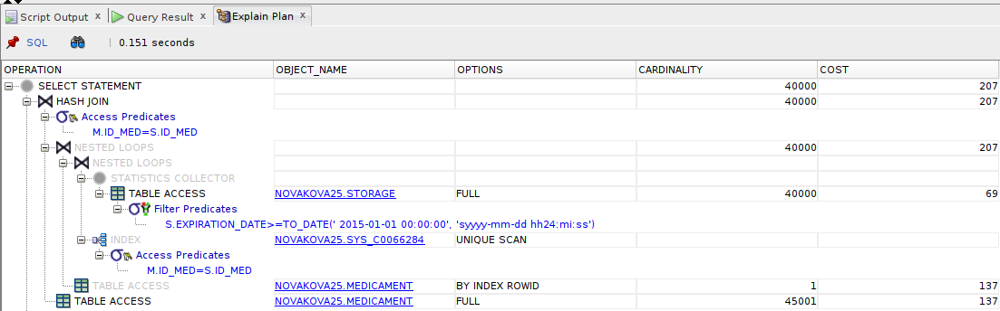 Script Output x Query Result x Explain Plan x
SQL | 0.151 seconds
OPERATION OBJECT_NAME OPTIONS CARDINALITY COST
SELECT STATEMENT 40000 207
HASH JOIN 40000 207
Access Predicates
M.ID_MED=S.ID_MED
NESTED LOOPS 40000 207
NESTED LOOPS
STATISTICS COLLECTOR
TABLE ACCESS NOVAKOVA25.STORAGE FULL 40000 69
Filter Predicates
S.EXPIRATION_DATE>=TO_DATE(' 2015-01-01 00:00:00', 'syyyy-mm-dd hh24:mi:ss')
INDEX NOVAKOVA25.SYS_C0066284 UNIQUE SCAN
Access Predicates
M.ID_MED=S.ID_MED
TABLE ACCESS NOVAKOVA25.MEDICAMENT BY INDEX ROWID 1 137
TABLE ACCESS NOVAKOVA25.MEDICAMENT FULL 45001 137